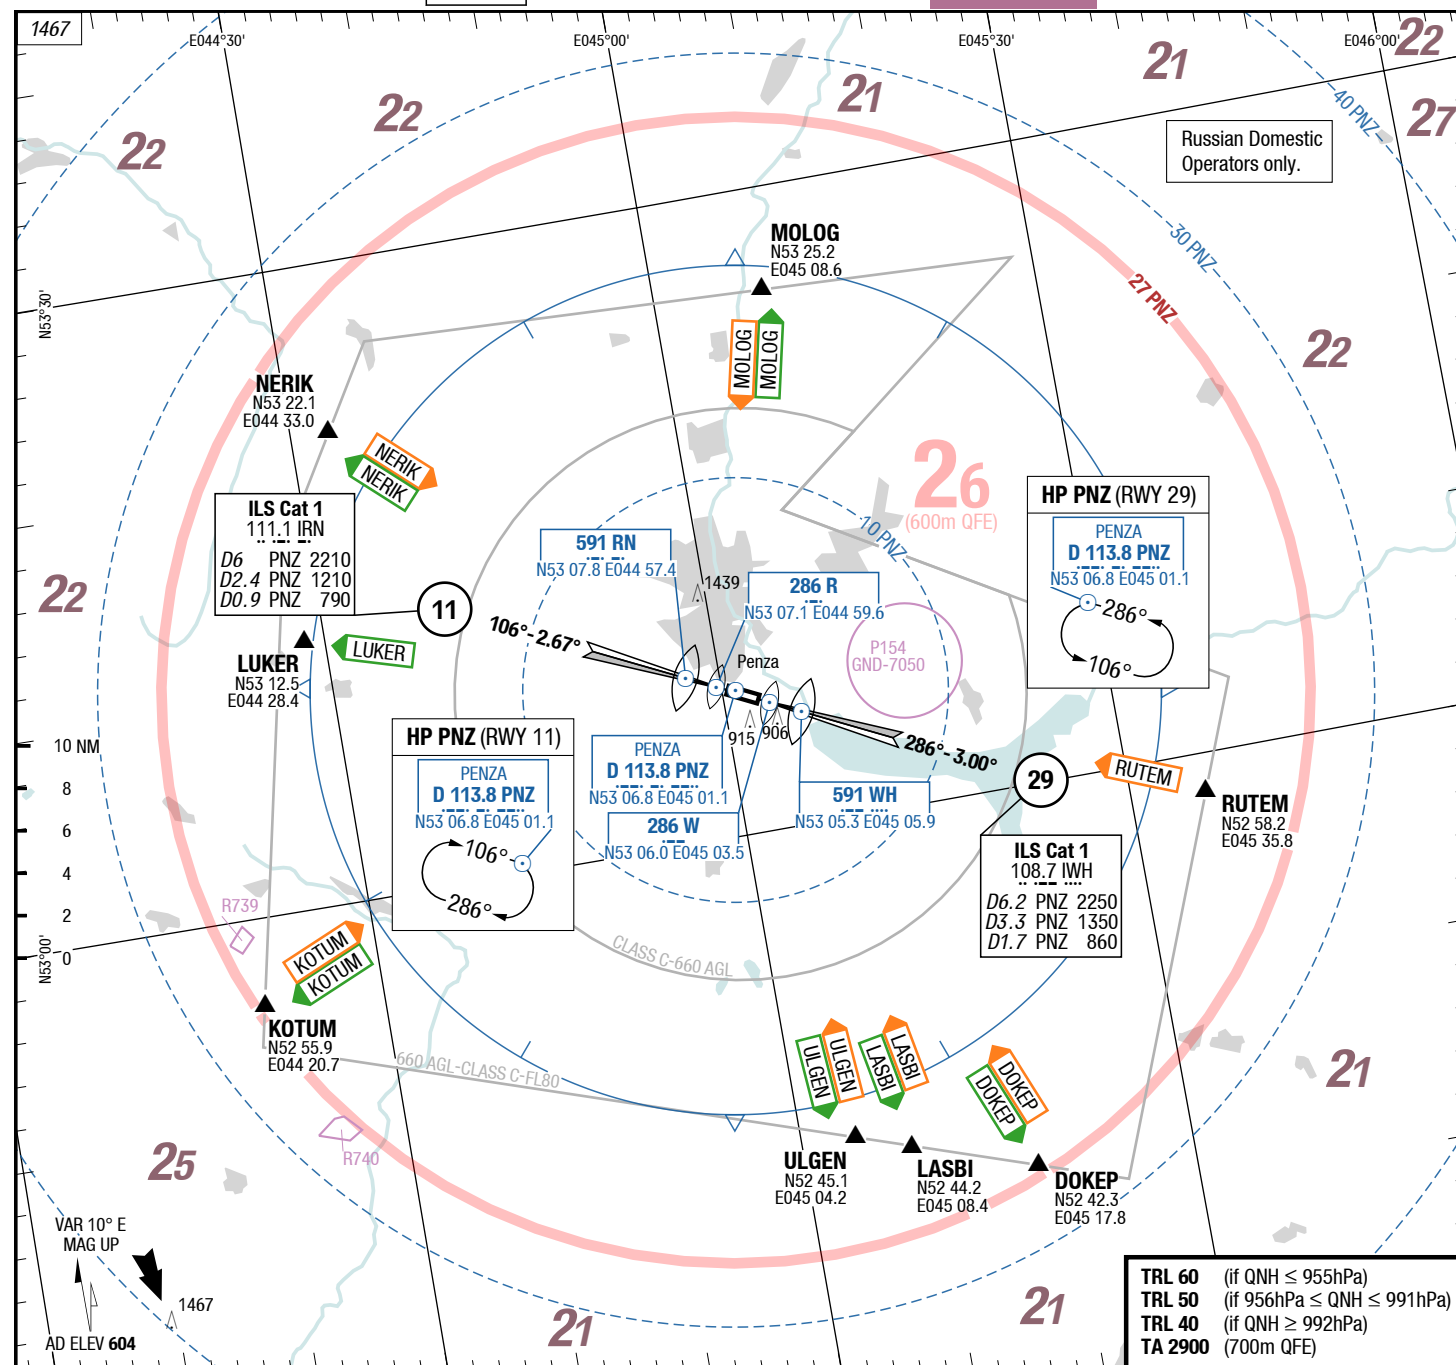 1467
E044°30'
E045°00'
E045°30'
E046°00'
22
21
40 PNZ
27
22
22
21
Russian Domestic
Operators only.
30 PNZ
27 PNZ
MOLOG
N53 25.2
E045 08.6
N53°30'
MOLOG
MOLOG
22
NERIK
N53 22.1
E044 33.0
NERIK
NERIK
26
(600m QFE)
10 PNZ
HP PNZ (RWY 29)
PENZA
D 113.8 PNZ
N53 06.8 E045 01.1
286°
106°
ILS Cat 1
111.1 IRN
D6 PNZ 2210
D2.4 PNZ 1210
D0.9 PNZ 790
591 RN
N53 07.8 E044 57.4
1439
286 R
N53 07.1 E044 59.6
22
11
106°-2.67°
LUKER
LUKER
N53 12.5
E044 28.4
Penza
P154
GND-7050
HP PNZ (RWY 11)
PENZA
D 113.8 PNZ
N53 06.8 E045 01.1
106°
286°
915
906
PENZA
D 113.8 PNZ
N53 06.8 E045 01.1
286°-3.00°
29
RUTEM
RUTEM
N52 58.2
E045 35.8
591 WH
N53 05.3 E045 05.9
286 W
N53 06.0 E045 03.5
ILS Cat 1
108.7 IWH
D6.2 PNZ 2250
D3.3 PNZ 1350
D1.7 PNZ 860
10 NM
8
6
4
2
0
N53°00'
R739
KOTUM
KOTUM
KOTUM
N52 55.9
E044 20.7
CLASS C-660 AGL
660 AGL-CLASS C-FL80
ULGEN
ULGEN
LASBI
LASBI
DOKEP
DOKEP
21
R740
25
ULGEN
N52 45.1
E045 04.2
LASBI
N52 44.2
E045 08.4
DOKEP
N52 42.3
E045 17.8
VAR 10° E
MAG UP
1467
AD ELEV 604
21
21
TRL 60 (if QNH ≤ 955hPa)
TRL 50 (if 956hPa ≤ QNH ≤ 991hPa)
TRL 40 (if QNH ≥ 992hPa)
TA 2900 (700m QFE)